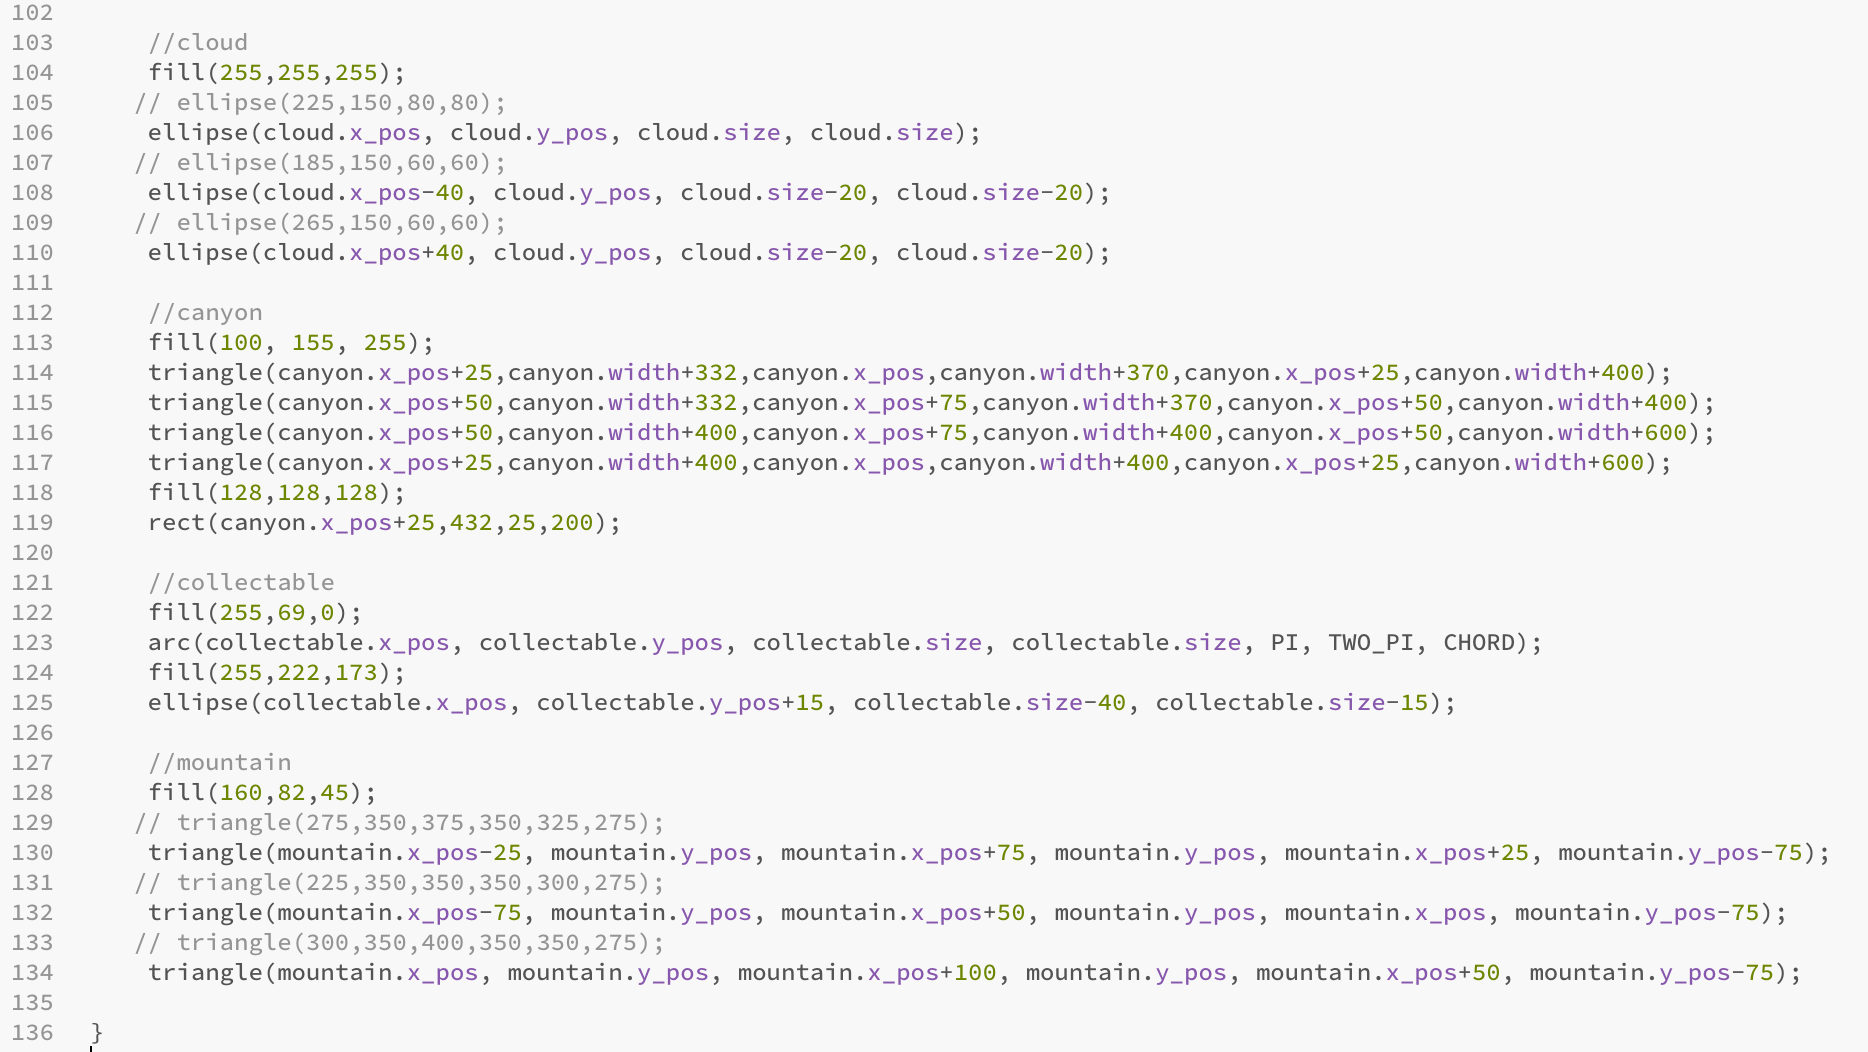 102
103 //cloud
104 fill(255,255,255);
105 // ellipse(225,150,80,80);
106 ellipse(cloud.x_pos, cloud.y_pos, cloud.size, cloud.size);
107 // ellipse(185,150,60,60);
108 ellipse(cloud.x_pos-40, cloud.y_pos, cloud.size-20, cloud.size-20);
109 // ellipse(265,150,60,60);
110 ellipse(cloud.x_pos+40, cloud.y_pos, cloud.size-20, cloud.size-20);
111
112 //canyon
113 fill(100, 155, 255);
114 triangle(canyon.x_pos+25,canyon.width+332,canyon.x_pos,canyon.width+370,canyon.x_pos+25,canyon.width+400);
115 triangle(canyon.x_pos+50,canyon.width+332,canyon.x_pos+75,canyon.width+370,canyon.x_pos+50,canyon.width+400);
116 triangle(canyon.x_pos+50,canyon.width+400,canyon.x_pos+75,canyon.width+400,canyon.x_pos+50,canyon.width+600);
117 triangle(canyon.x_pos+25,canyon.width+400,canyon.x_pos,canyon.width+400,canyon.x_pos+25,canyon.width+600);
118 fill(128,128,128);
119 rect(canyon.x_pos+25,432,25,200);
120
121 //collectable
122 fill(255,69,0);
123 arc(collectable.x_pos, collectable.y_pos, collectable.size, collectable.size, PI, TWO_PI, CHORD);
124 fill(255,222,173);
125 ellipse(collectable.x_pos, collectable.y_pos+15, collectable.size-40, collectable.size-15);
126
127 //mountain
128 fill(160,82,45);
129 // triangle(275,350,375,350,325,275);
130 triangle(mountain.x_pos-25, mountain.y_pos, mountain.x_pos+75, mountain.y_pos, mountain.x_pos+25, mountain.y_pos-75);
131 // triangle(225,350,350,350,300,275);
132 triangle(mountain.x_pos-75, mountain.y_pos, mountain.x_pos+50, mountain.y_pos, mountain.x_pos, mountain.y_pos-75);
133 // triangle(300,350,400,350,350,275);
134 triangle(mountain.x_pos, mountain.y_pos, mountain.x_pos+100, mountain.y_pos, mountain.x_pos+50, mountain.y_pos-75);
135
136 }